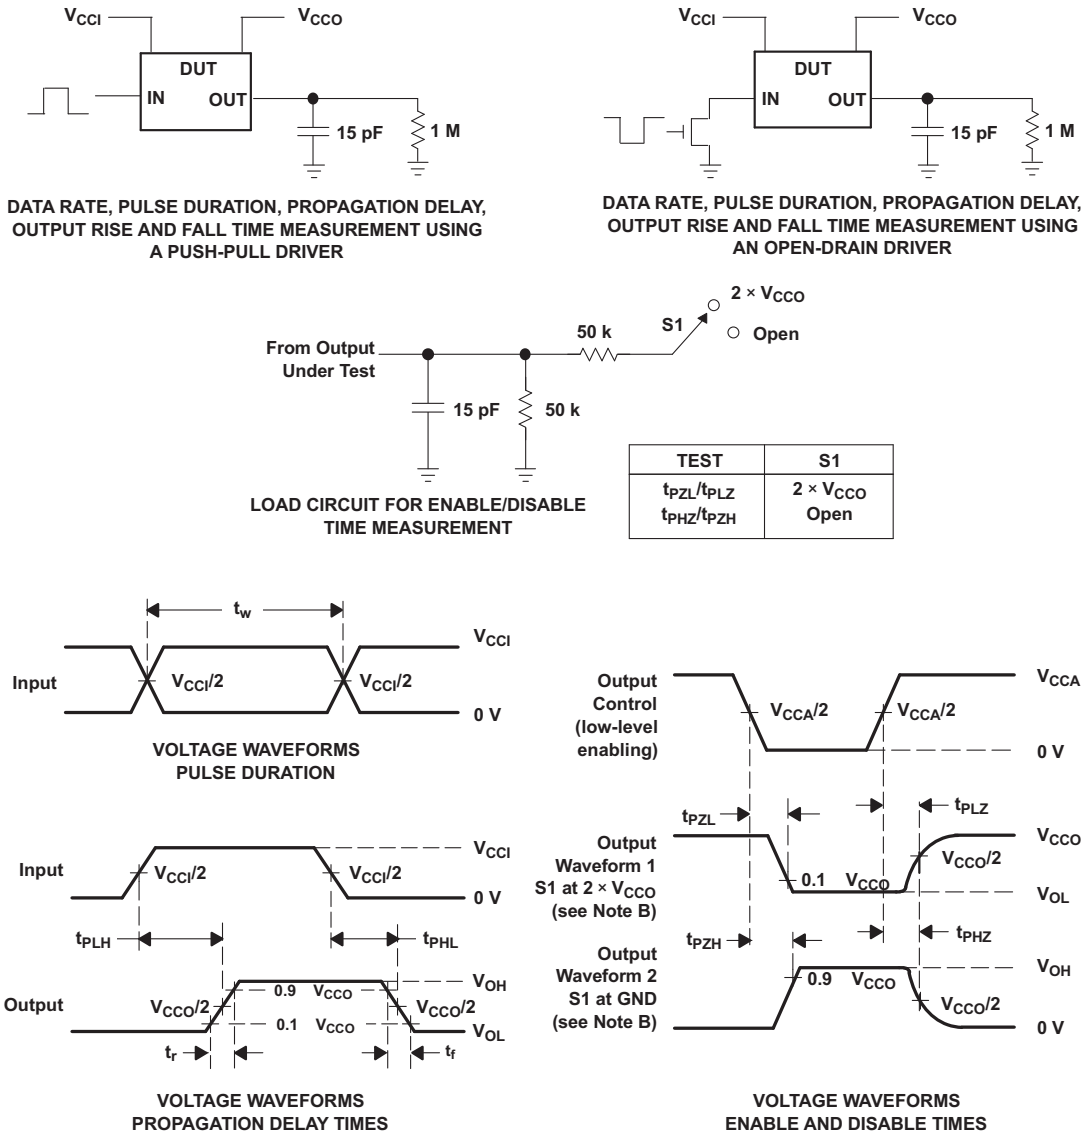 VCCI
VCCO
DUT
IN
OUT
15 pF
1 M
DATA RATE, PULSE DURATION, PROPAGATION DELAY,
OUTPUT RISE AND FALL TIME MEASUREMENT USING
A PUSH-PULL DRIVER
VCCI
VCCO
DUT
IN
OUT
15 pF
1 M
DATA RATE, PULSE DURATION, PROPAGATION DELAY,
OUTPUT RISE AND FALL TIME MEASUREMENT USING
AN OPEN-DRAIN DRIVER
From Output
Under Test
15 pF
50 k
50 k
S1
2 × VCCO
Open
LOAD CIRCUIT FOR ENABLE/DISABLE
TIME MEASUREMENT
TEST S1
tPZL/tPLZ 2 × VCCO
tPHZ/tPZH Open
tw
Input
VCCI/2
VCCI/2
VCCI
0 V
VOLTAGE WAVEFORMS
PULSE DURATION
Input
VCCI/2
VCCI/2
VCCI
0 V
tPLH
tPHL
Output
VCCO/2
0.9 VCCO
0.1 VCCO
VCCO/2
VOH
VOL
tr
tf
VOLTAGE WAVEFORMS
PROPAGATION DELAY TIMES
Output
Control
(low-level
enabling)
VCCA/2
VCCA/2
VCCA
0 V
tPZL
tPLZ
Output
Waveform 1
S1 at 2 × VCCO
(see Note B)
0.1 VCCO
VCCO/2
VCCO
VOL
tPZH
tPHZ
Output
Waveform 2
S1 at GND
(see Note B)
0.9 VCCO
VCCO/2
VOH
0 V
VOLTAGE WAVEFORMS
ENABLE AND DISABLE TIMES